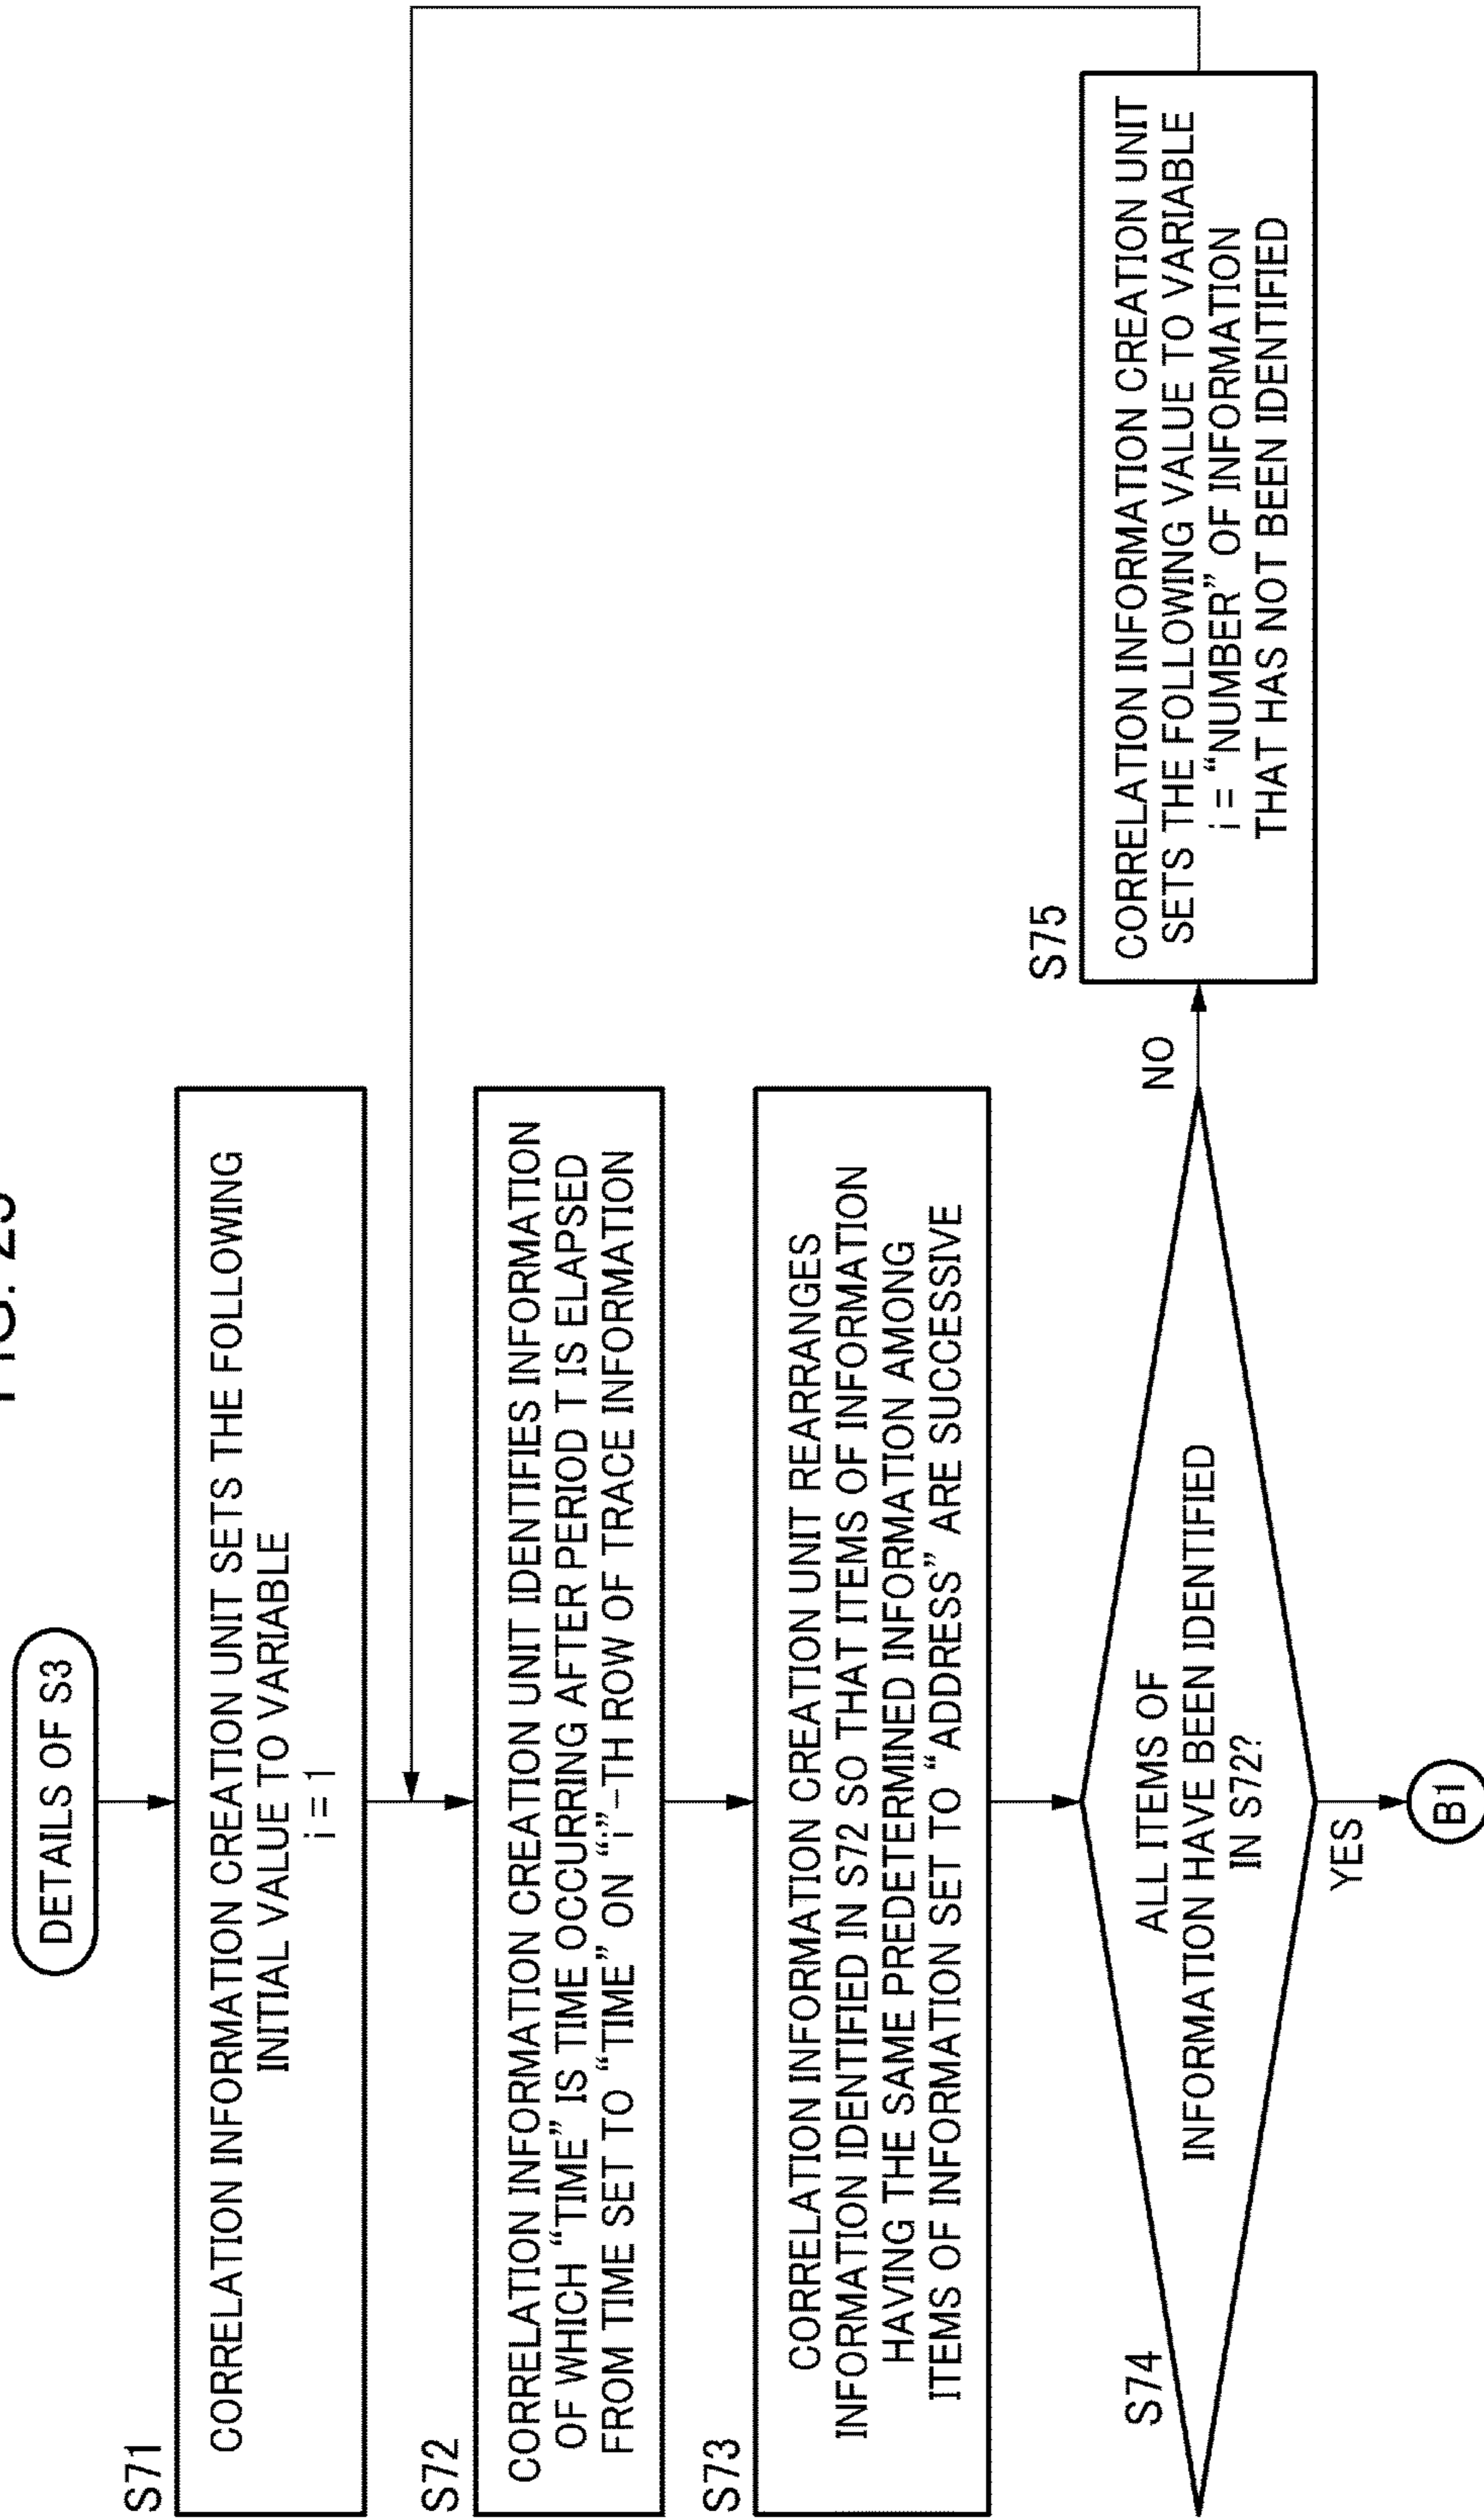 DETAILS OF S3
S71
CORRELATION INFORMATION CREATION UNIT SETS THE FOLLOWING
INITIAL VALUE TO VARIABLE
i = 1
S72
CORRELATION INFORMATION CREATION UNIT IDENTIFIES INFORMATION
OF WHICH “TIME” IS TIME OCCURRING AFTER PERIOD T IS ELAPSED
FROM TIME SET TO “TIME” ON “i”-TH ROW OF TRACE INFORMATION
S73
CORRELATION INFORMATION CREATION UNIT REARRANGES
INFORMATION IDENTIFIED IN S72 SO THAT ITEMS OF INFORMATION
HAVING THE SAME PREDETERMINED INFORMATION AMONG
ITEMS OF INFORMATION SET TO “ADDRESS” ARE SUCCESSIVE
S74
ALL ITEMS OF
INFORMATION HAVE BEEN IDENTIFIED
IN S72?
NO
S75
CORRELATION INFORMATION CREATION UNIT
SETS THE FOLLOWING VALUE TO VARIABLE
i = “NUMBER” OF INFORMATION
THAT HAS NOT BEEN IDENTIFIED
YES
B1